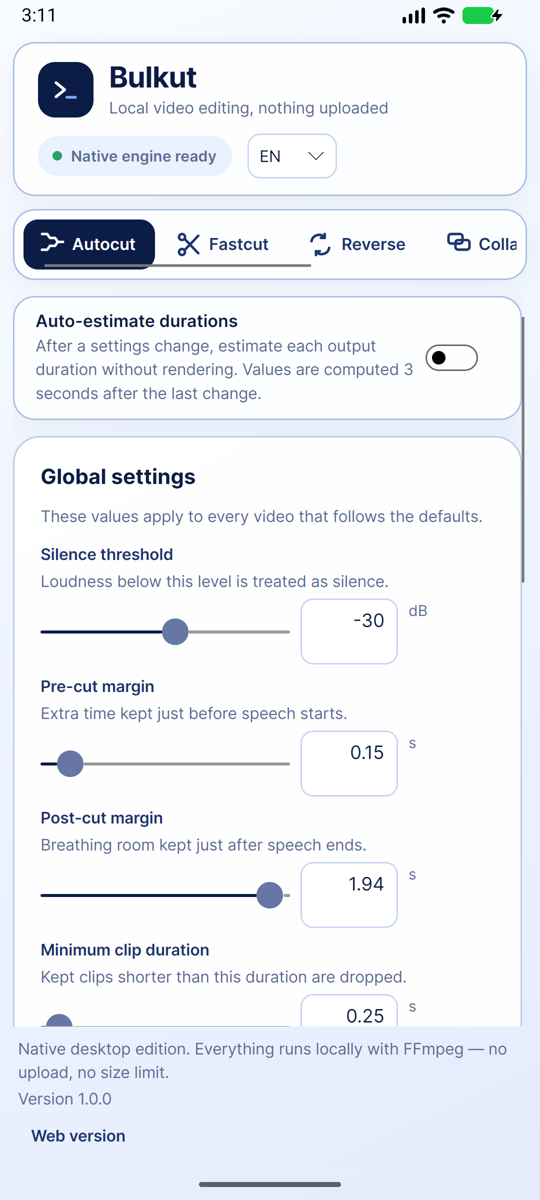 3:11
Bulkut
Local video editing, nothing uploaded
Native engine ready
EN
Autocut
Fastcut
Reverse
Colla
Auto-estimate durations
After a settings change, estimate each output
duration without rendering. Values are computed 3
seconds after the last change.
Global settings
These values apply to every video that follows the defaults.
Silence threshold
Loudness below this level is treated as silence.
-30 dB
Pre-cut margin
Extra time kept just before speech starts.
0.15 s
Post-cut margin
Breathing room kept just after speech ends.
1.94 s
Minimum clip duration
Kept clips shorter than this duration are dropped.
0.25 s
Native desktop edition. Everything runs locally with FFmpeg — no
upload, no size limit.
Version 1.0.0
Web version